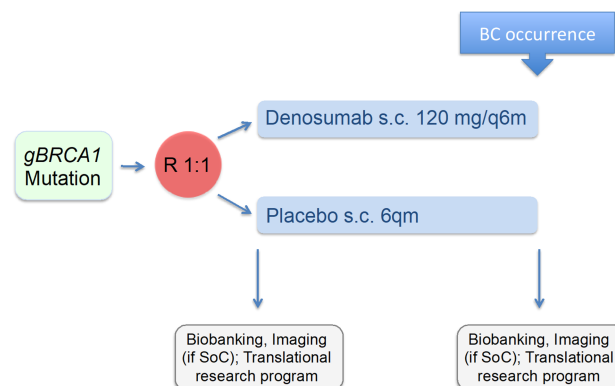 BC occurrence
Denosumab s.c. 120 mg/q6m
gBRCA1
Mutation
R 1:1
Placebo s.c. 6qm
Biobanking, Imaging
(if SoC); Translational
research program
Biobanking, Imaging
(if SoC); Translational
research program